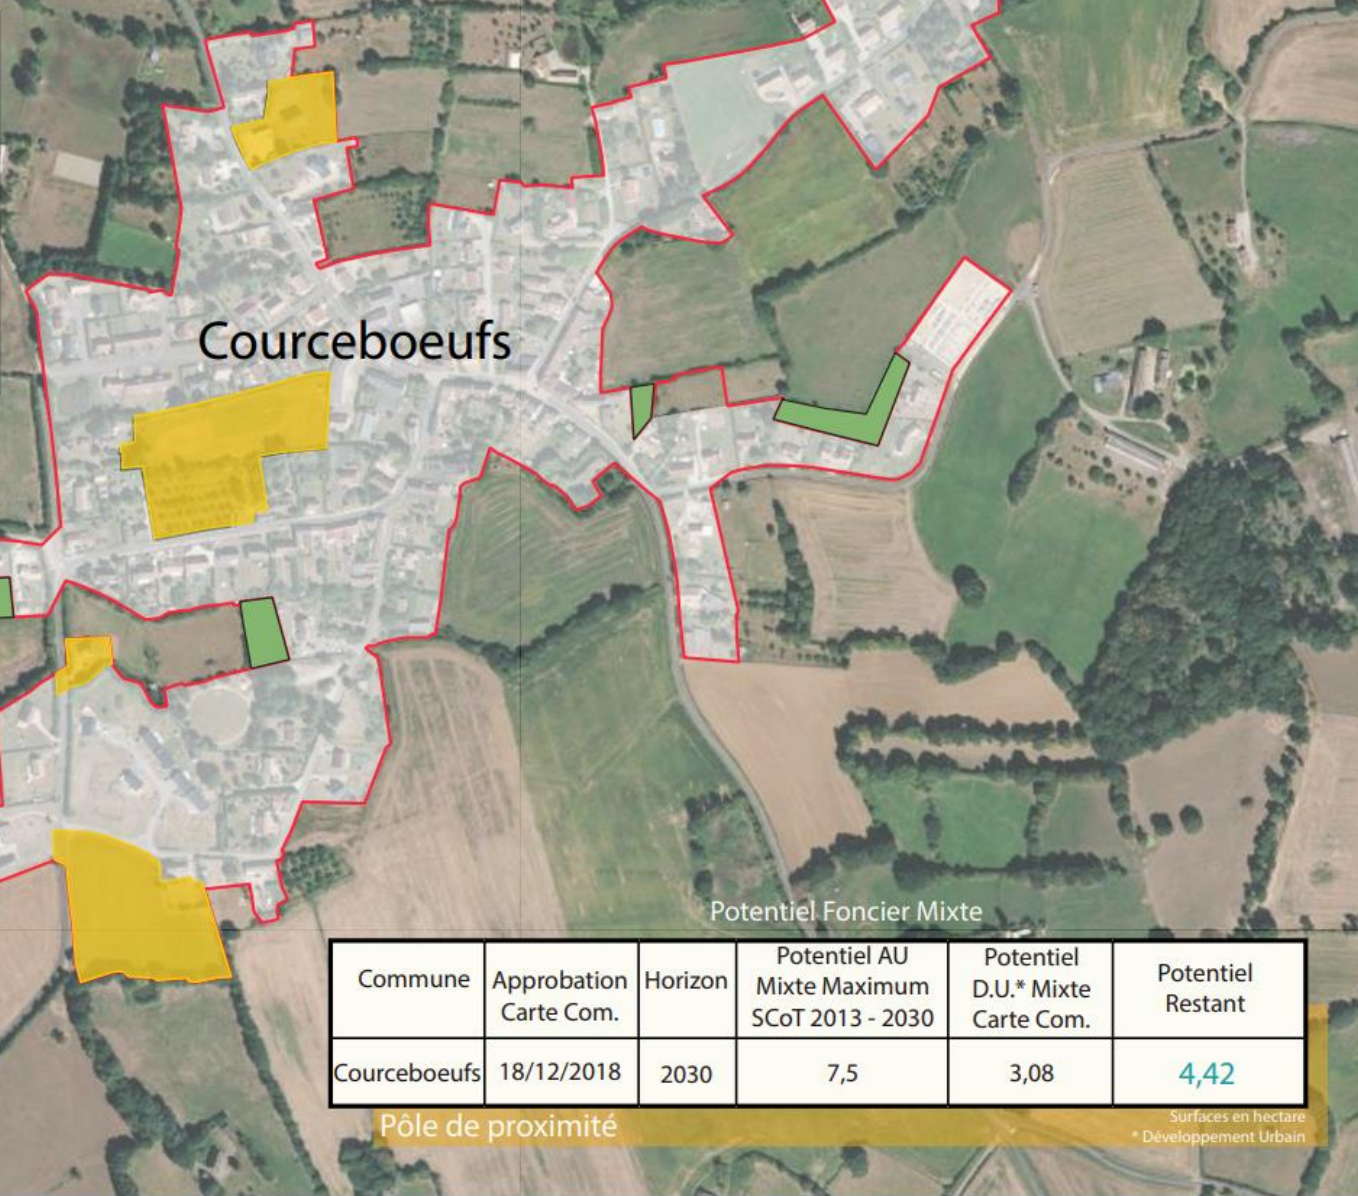 Courceboeufs
Potentiel Foncier Mixte
Commune
Approbation
Carte Com.
Horizon
Potentiel AU
Mixte Maximum
SCoT 2013 - 2030
Potentiel
D.U.* Mixte
Carte Com.
Potentiel
Restant
Courceboeufs
18/12/2018
2030
7,5
3,08
4,42
Pôle de proximité
Surfaces en hectare
* Développement Urbain